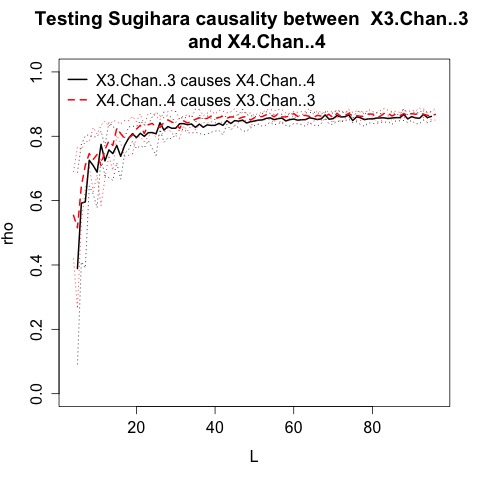 Testing Sugihara causality between X3.Chan..3
and X4.Chan..4
X3.Chan..3 causes X4.Chan..4
X4.Chan..4 causes X3.Chan..3
rho
1.0
0.8
0.6
0.4
0.2
0.0
20 40 60 80
L